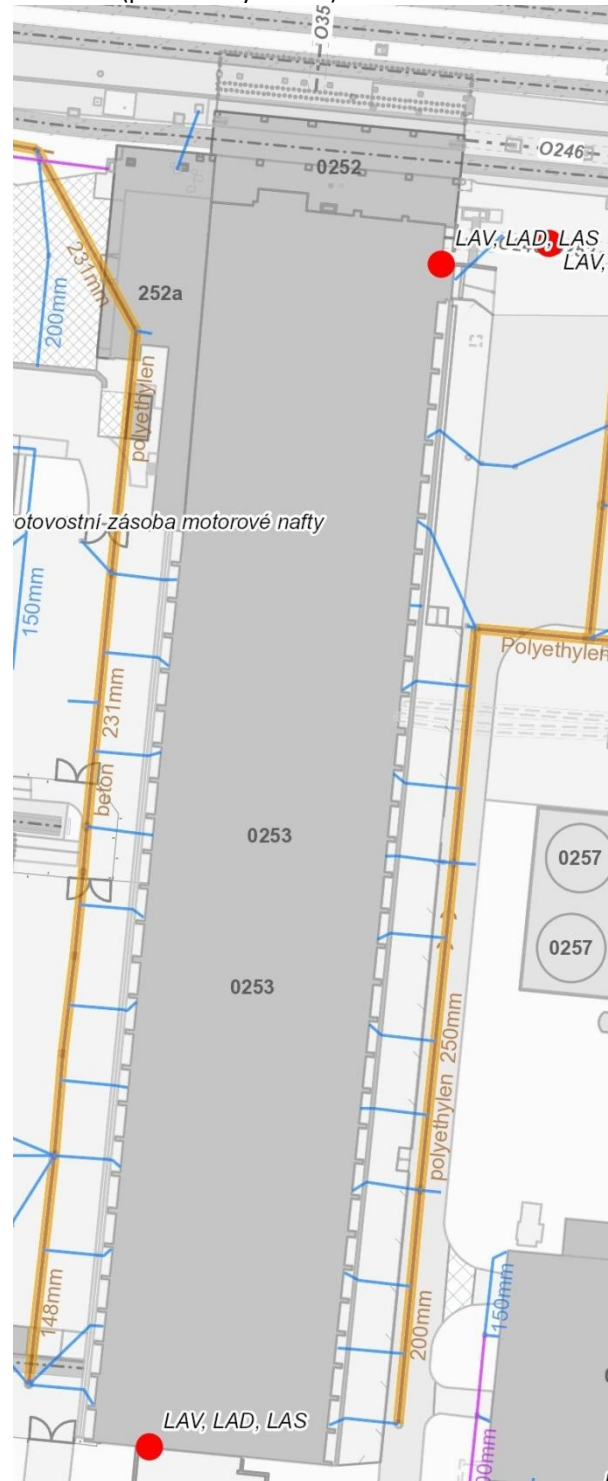 O35
O246
0252
LAV, LAD, LAS
LAV,
252a
231mm
200mm
polyethylen
otovostní zásoba motorové nafty
150mm
Polyethylen
231mm
beton
0253
0257
0257
0253
polyethylen 250mm
148mm
200mm
150mm
LAV, LAD, LAS
0mm